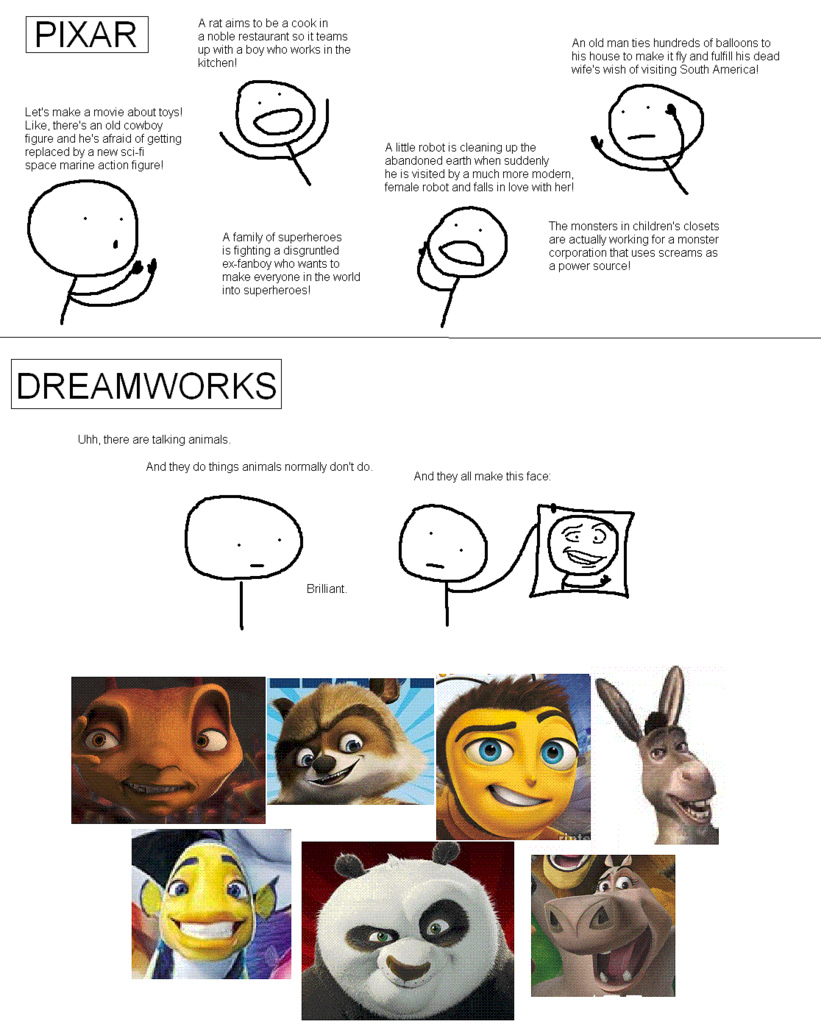 PIXAR
A rat aims to be a cook in
a noble restaurant so it teams
up with a boy who works in the
kitchen!
An old man ties hundreds of balloons to
his house to make it fly and fulfill his dead
wife's wish of visiting South America!
Let's make a movie about toys!
Like, there's an old cowboy
figure and he's afraid of getting
replaced by a new sci-fi
space marine action figure!
A little robot is cleaning up the
abandoned earth when suddenly
he is visited by a much more modern,
female robot and falls in love with her!
A family of superheroes
is fighting a disgruntled
ex-fanboy who wants to
make everyone in the world
into superheroes!
The monsters in children's closets
are actually working for a monster
corporation that uses screams as
a power source!
DREAMWORKS
Uhh, there are talking animals.
And they do things animals normally don't do.
And they all make this face:
Brilliant.